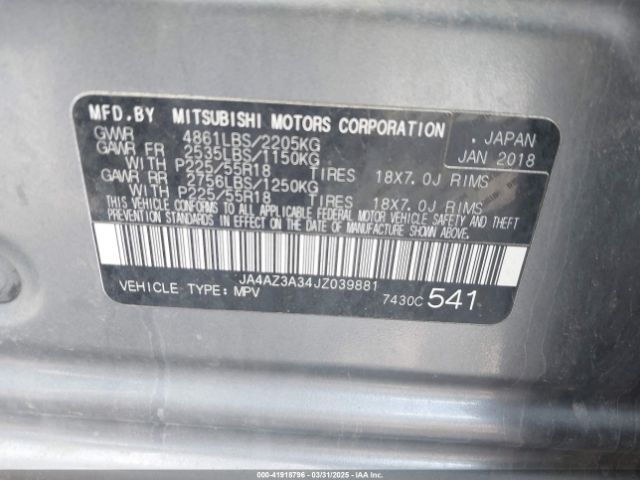 MFD.BY MITSUBISHI MOTORS CORPORATION
GVWR 4861LBS/2205KG . JAPAN
GAWR FR 2535LBS/1150KG JAN 2018
WITH P225/55R18 TIRES 18X7.0J RIMS
GAWR RR 2756LBS/1250KG
WITH P225/55R18 TIRES 18X7.0J RIMS
THIS VEHICLE CONFORMS TO ALL APPLICABLE FEDERAL MOTOR VEHICLE SAFETY AND THEFT
PREVENTION STANDARDS IN EFFECT ON THE DATE OF MANUFACTURE SHOWN ABOVE.
JA4AZ3A34JZ039881
VEHICLE TYPE: MPV 7430C 541
000-41918796 - 03/31/2025 - IAAI.COM